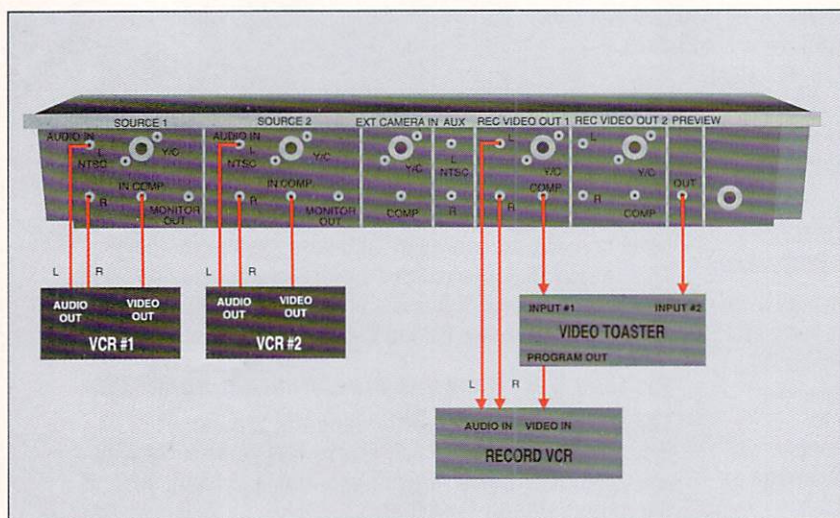 SOURCE 1
SOURCE 2
EXT CAMERA IN
AUX
REC VIDEO OUT 1
REC VIDEO OUT 2
PREVIEW
AUDIO IN
L
NTSC
Y/C
R
IN COMP
MONITOR OUT
AUDIO IN
L
NTSC
Y/C
R
IN COMP
MONITOR OUT
Y/C
COMP
L
NTSC
R
L
Y/C
R
COMP
L
Y/C
R
COMP
OUT
L R
AUDIO OUT
VIDEO OUT
VCR #1
L R
AUDIO OUT
VIDEO OUT
VCR #2
INPUT #1
INPUT #2
VIDEO TOASTER
PROGRAM OUT
L R
AUDIO IN
VIDEO IN
RECORD VCR